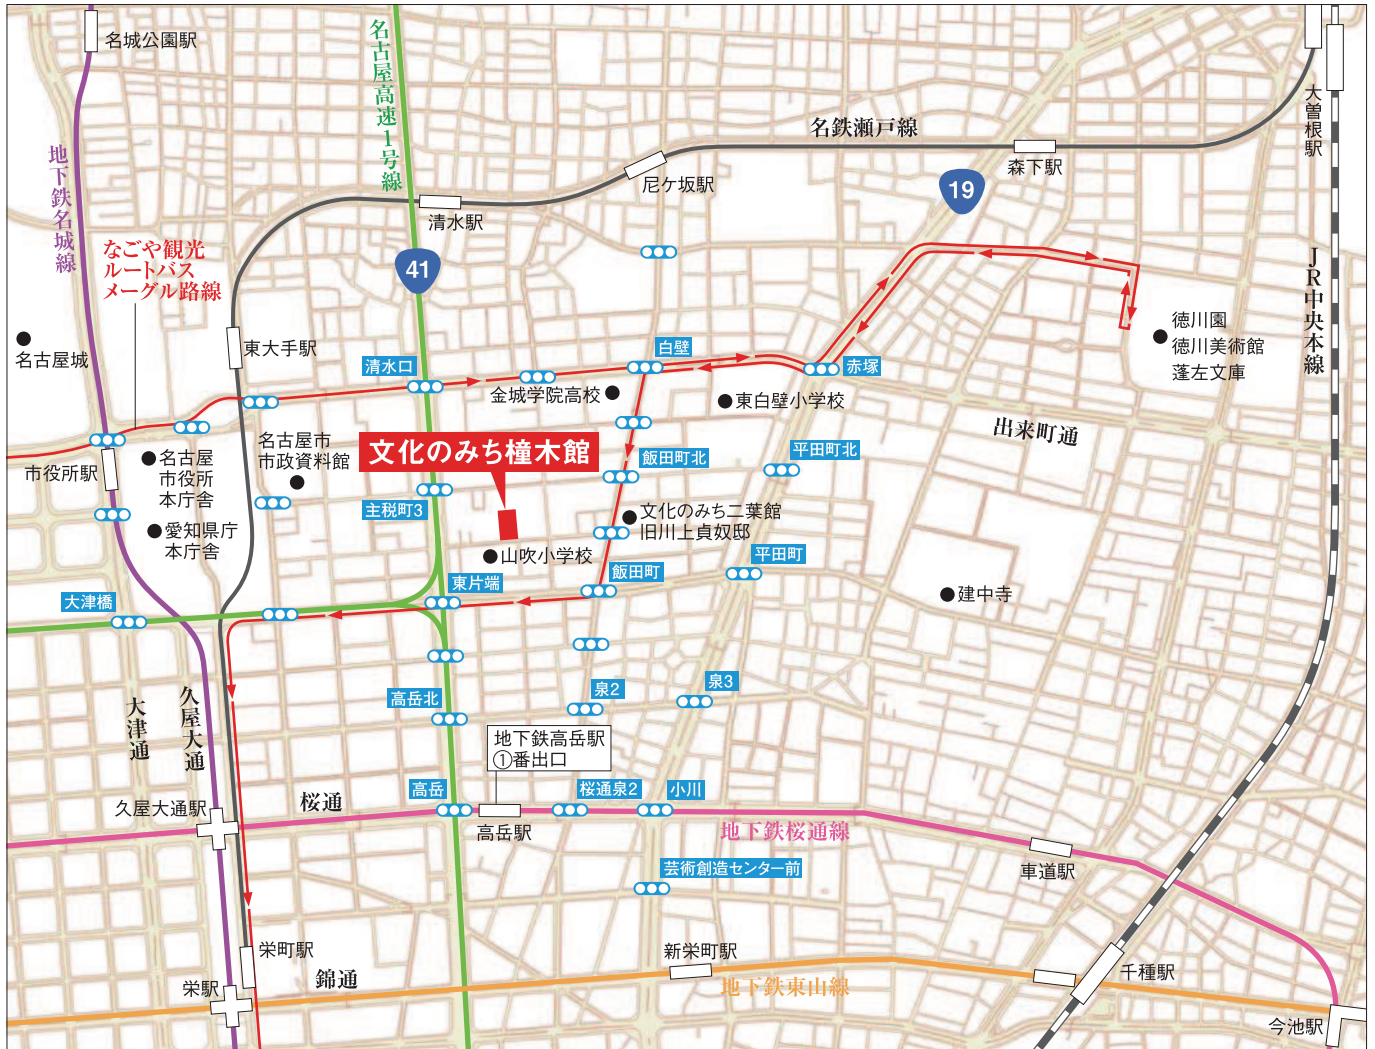 名城公園駅
名古屋高速1号線
大曽根駅
名鉄瀬戸線
地下鉄名城線
尼ケ坂駅
森下駅
19
清水駅
なごや観光
ルートバス
メーグル路線
41
JR中央本線
徳川園
徳川美術館
蓬左文庫
名古屋城
東大手駅
清水口
白壁
赤塚
金城学院高校
東白壁小学校
出来町通
市役所駅
名古屋
市役所
本庁舎
名古屋市
市政資料館
文化のみち橦木館
飯田町北
平田町北
主税町3
文化のみち二葉館
旧川上貞奴邸
愛知県庁
本庁舎
山吹小学校
平田町
大津橋
東片端
飯田町
建中寺
大津通
久屋大通
高岳北
泉2
泉3
地下鉄高岳駅
①番出口
久屋大通駅
桜通
高岳
高岳駅
桜通泉2
小川
地下鉄桜通線
車道駅
芸術創造センター前
栄町駅
新栄町駅
千種駅
栄駅
錦通
地下鉄東山線
今池駅